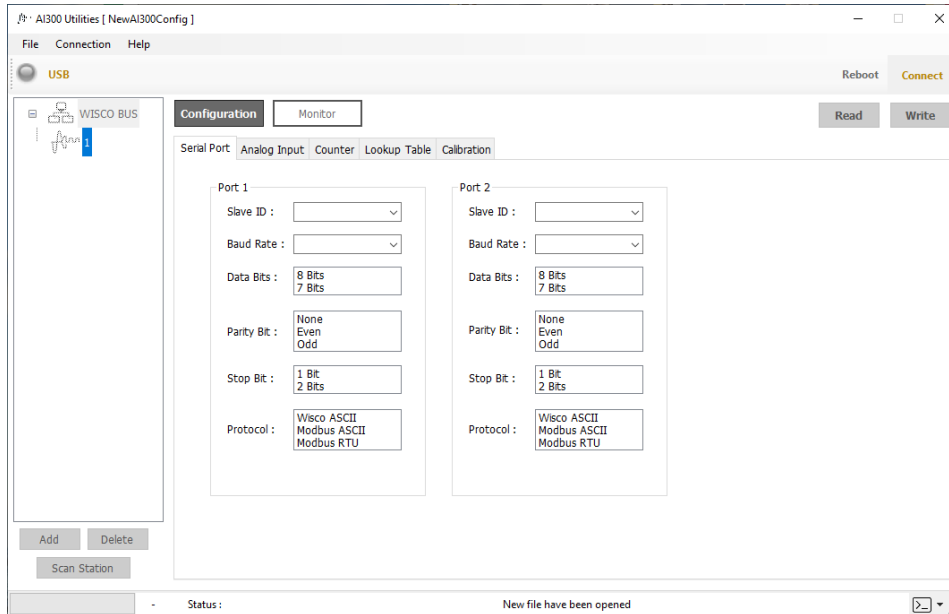 AI300 Utilities [ NewAI300Config ]
File Connection Help
USB
Reboot Connect
WISCO BUS
1
Configuration Monitor
Read Write
Serial Port Analog Input Counter Lookup Table Calibration
Port 1
Slave ID :
Baud Rate :
Data Bits :
8 Bits
7 Bits
Parity Bit :
None
Even
Odd
Stop Bit :
1 Bit
2 Bits
Protocol :
Wisco ASCII
Modbus ASCII
Modbus RTU
Port 2
Slave ID :
Baud Rate :
Data Bits :
8 Bits
7 Bits
Parity Bit :
None
Even
Odd
Stop Bit :
1 Bit
2 Bits
Protocol :
Wisco ASCII
Modbus ASCII
Modbus RTU
Add Delete
Scan Station
- Status : New file have been opened